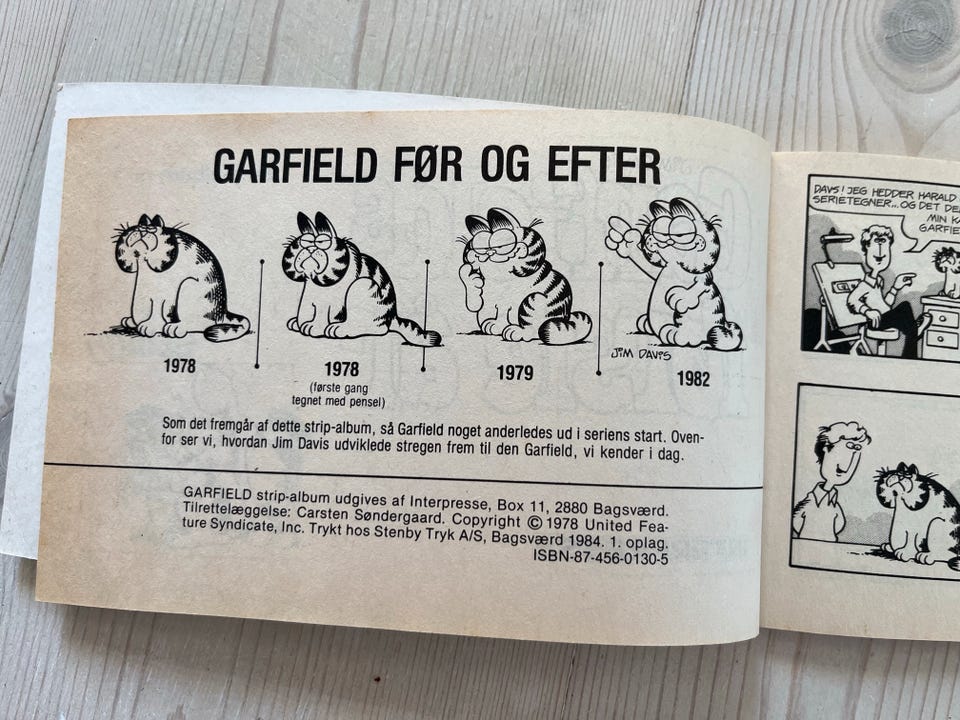 GARFIELD FØR OG EFTER
JIM DAVIS
1978
1978
(første gang
tegnet med pensel)
1979
1982
Som det fremgår af dette strip-album, så Garfield noget anderledes ud i seriens start. Oven-
for ser vi, hvordan Jim Davis udviklede stregen frem til den Garfield, vi kender i dag.
GARFIELD strip-album udgives af Interpresse, Box 11, 2880 Bagsværd.
Tilrettelæggelse: Carsten Søndergaard. Copyright © 1978 United Fea-
ture Syndicate, Inc. Trykt hos Stenby Tryk A/S, Bagsværd 1984. 1. oplag.
ISBN-87-456-0130-5
DAVS! JEG HEDDER HARALD
SERIETEGNER...OG DET
MIN